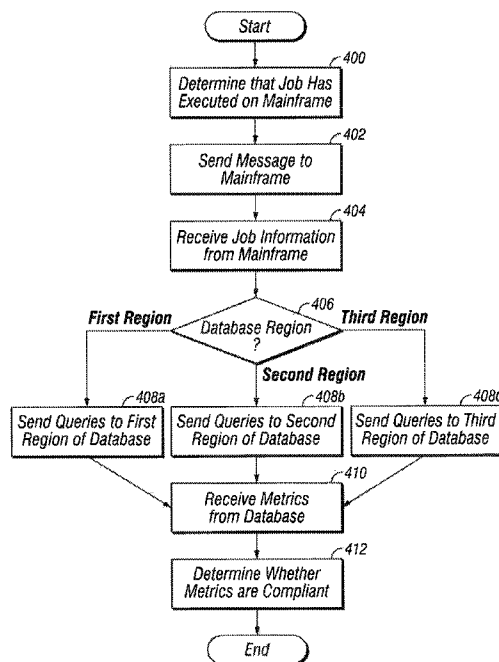 Start
400
Determine that Job Has
Executed on Mainframe
402
Send Message to
Mainframe
404
Receive Job Information
from Mainframe
406
First Region
Database Region
?
Third Region
Second Region
408a
Send Queries to First
Region of Database
408b
Send Queries to Second
Region of Database
408c
Send Queries to Third
Region of Database
410
Receive Metrics
from Database
412
Determine Whether
Metrics are Compliant
End